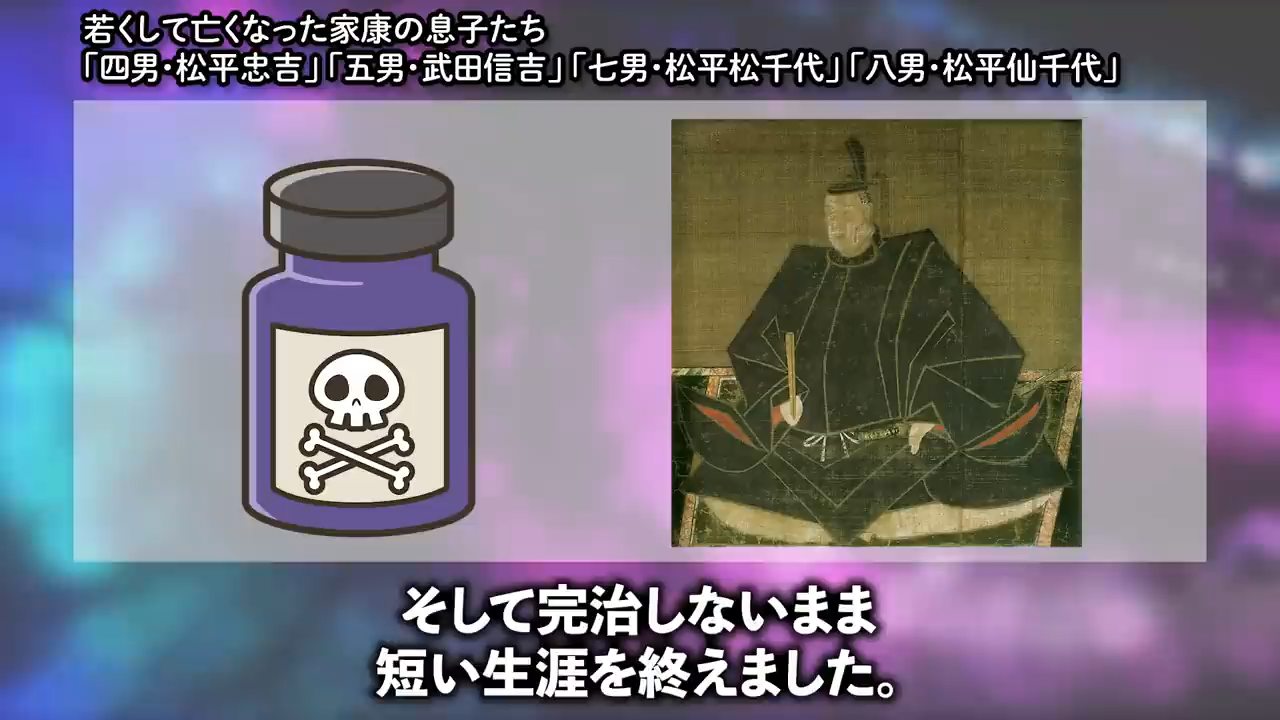 若くして亡くなった家康の息子たち
「四男・松平忠吉」「五男・武田信吉」「七男・松平松千代」「八男・松平仙千代」
そして完治しないまま
短い生涯を終えました。